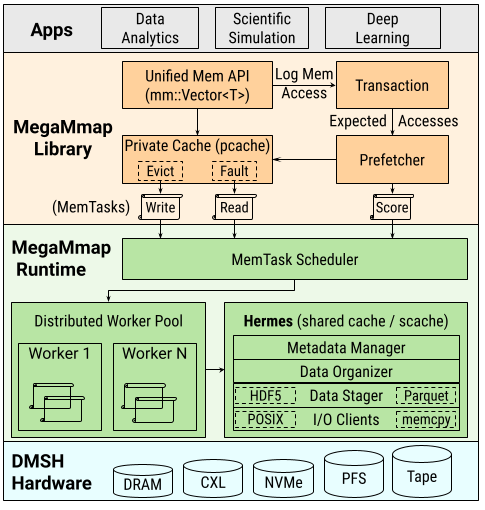 Apps
Data
Analytics
Scientific
Simulation
Deep
Learning
MegaMmap
Library
Unified Mem API
(mm::Vector<T>)
Log Mem
Access
Transaction
Expected Accesses
Private Cache (pcache)
Evict
Fault
Prefetcher
(MemTasks)
Write
Read
Score
MegaMmap
Runtime
MemTask Scheduler
Distributed Worker Pool
Worker 1
Worker N
Hermes (shared cache / scache)
Metadata Manager
Data Organizer
HDF5 Data Stager Parquet
POSIX I/O Clients memcpy
DMSH
Hardware
DRAM
CXL
NVMe
PFS
Tape